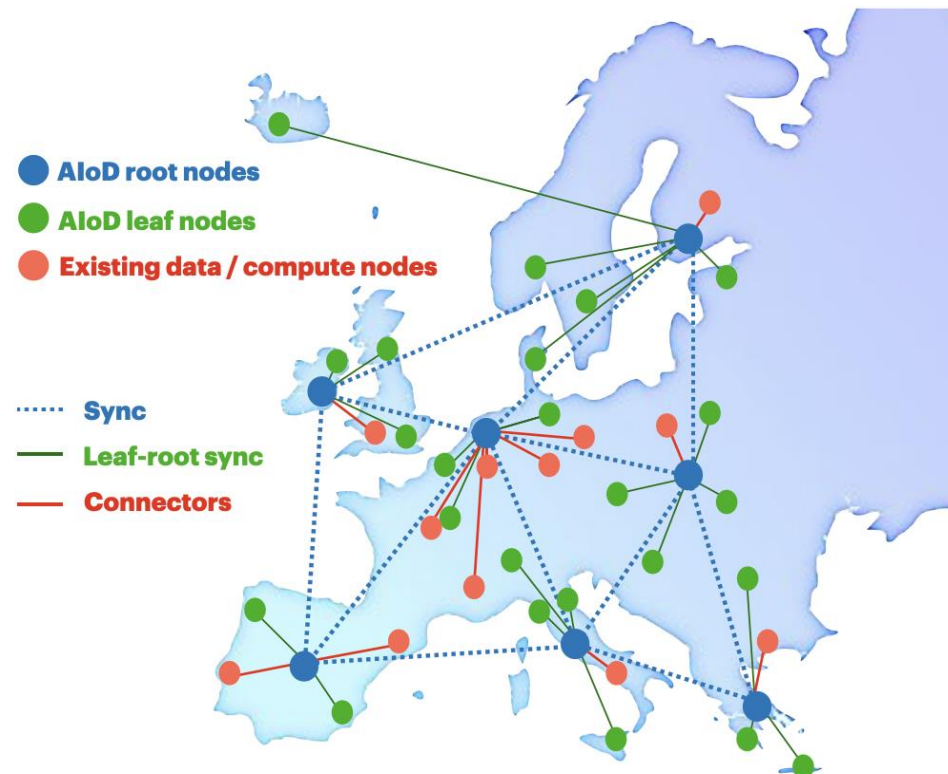 AIoD root nodes
AIoD leaf nodes
Existing data / compute nodes
Sync
Leaf-root sync
Connectors